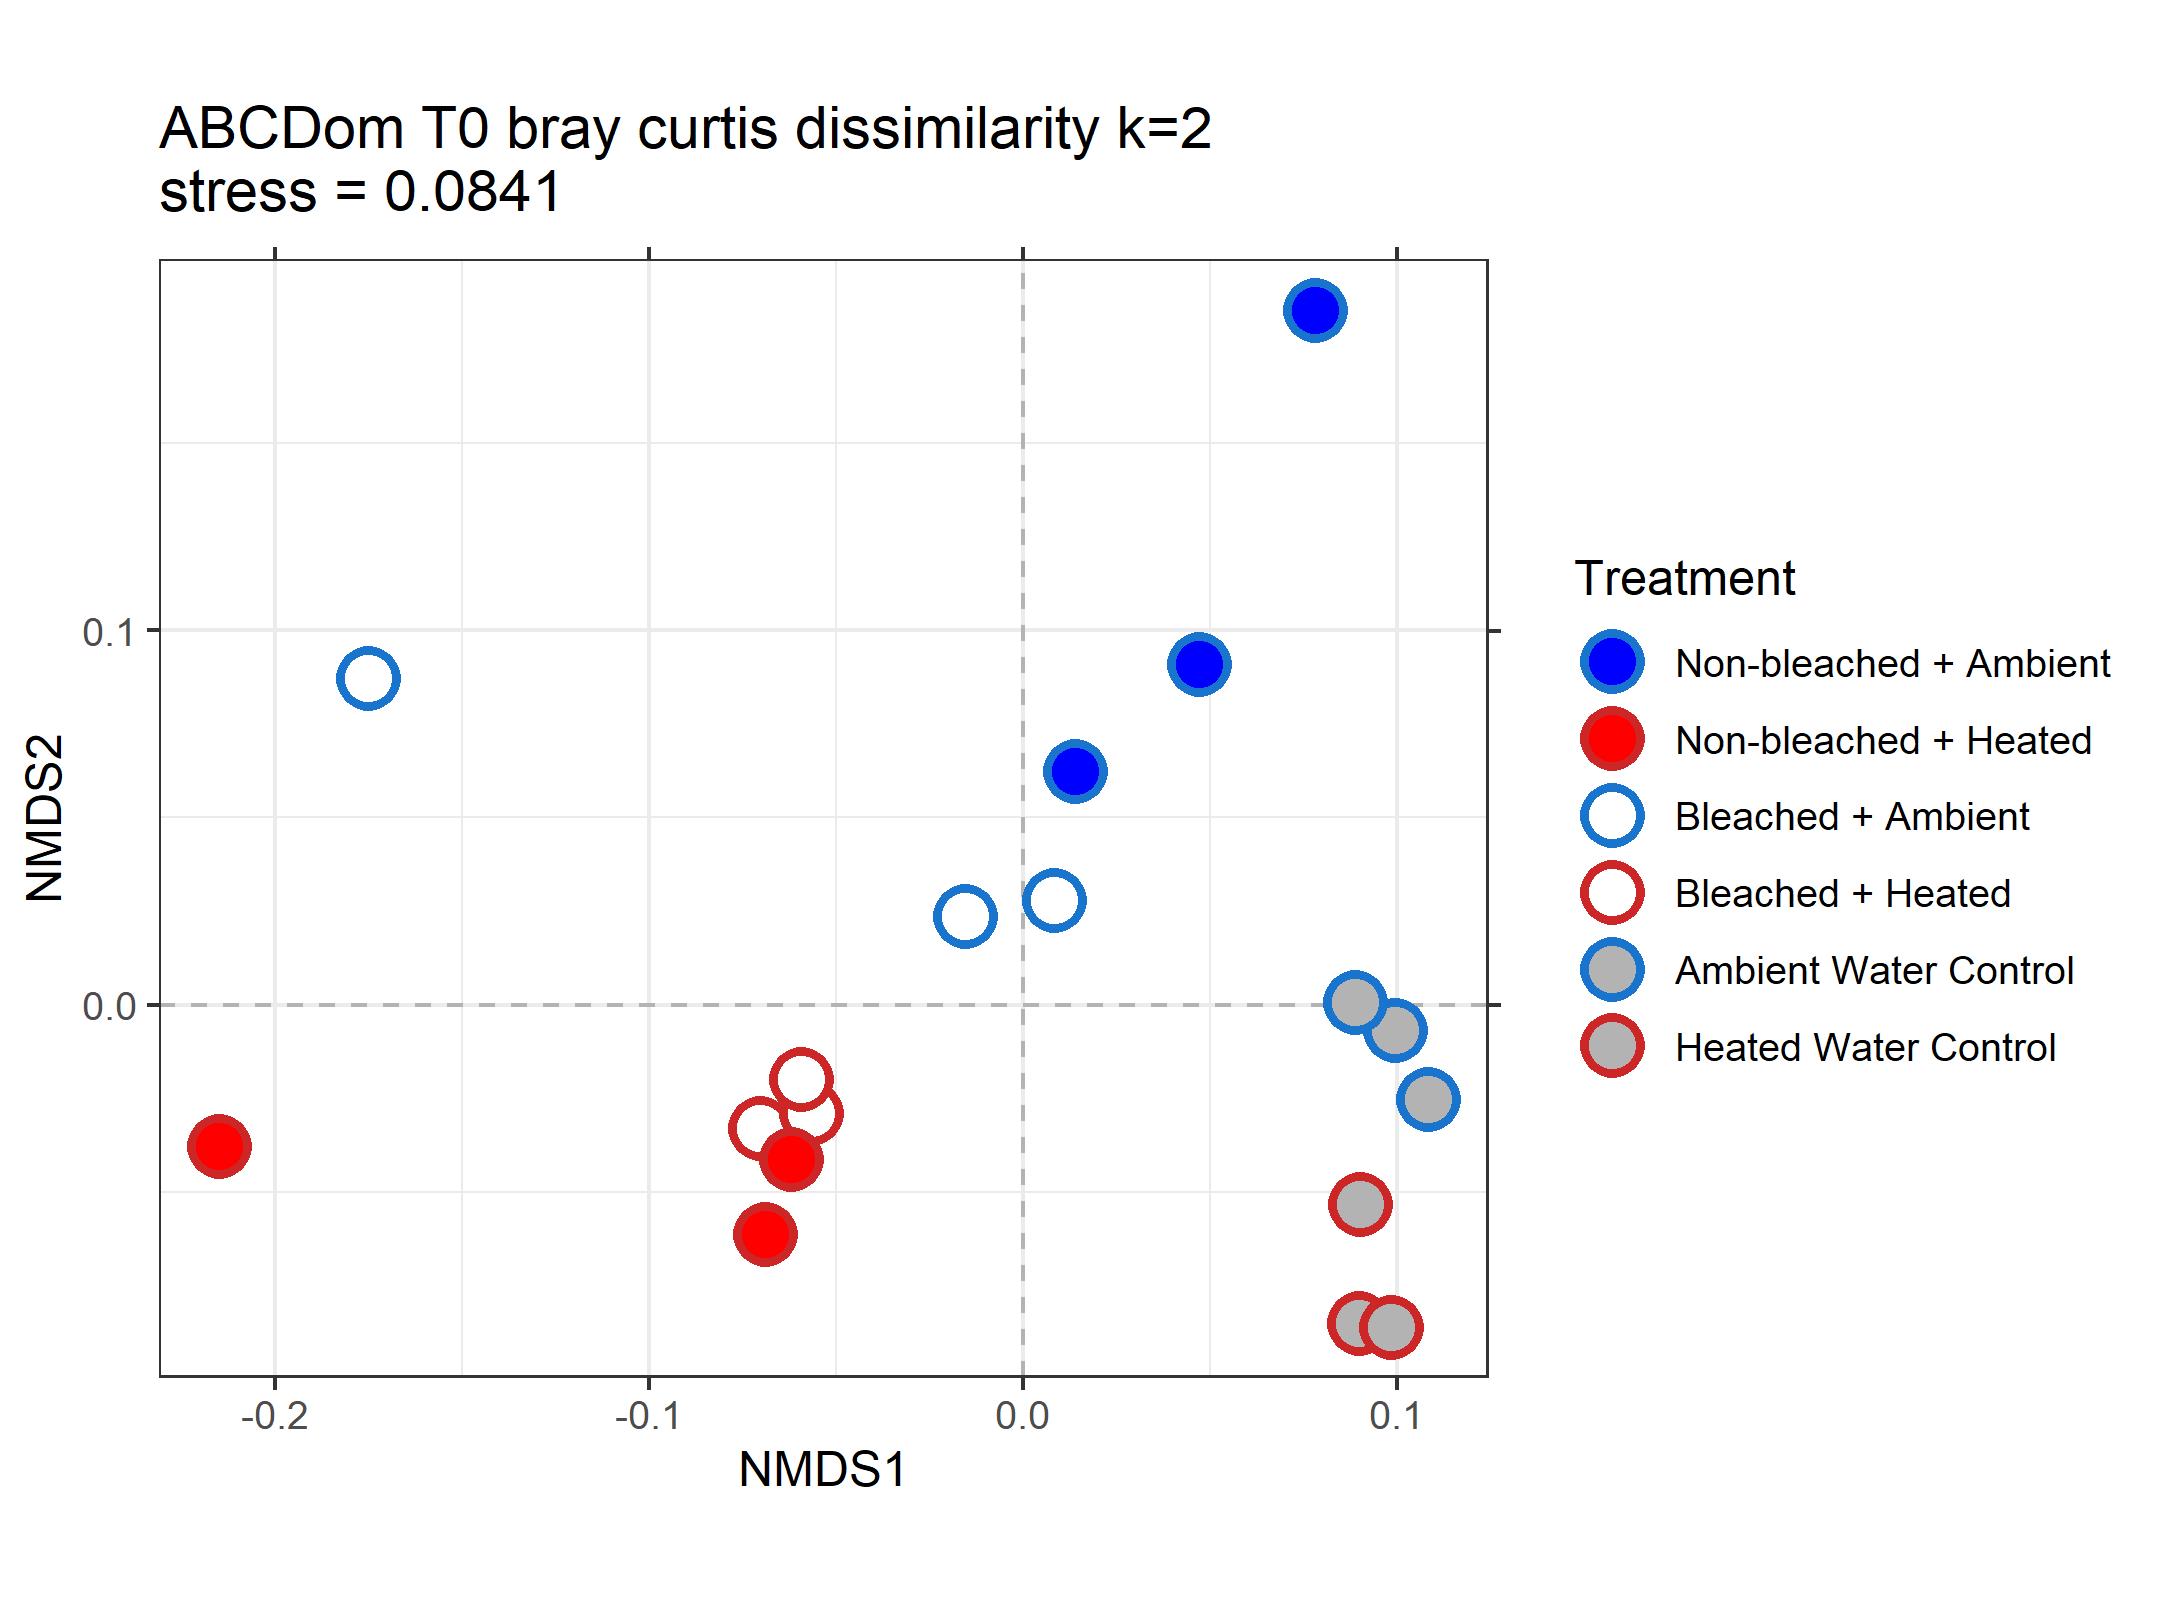 ABCDom T0 bray curtis dissimilarity k=2
stress = 0.0841
NMDS2
0.1
0.0
-0.2
-0.1
0.0
0.1
NMDS1
Treatment
Non-bleached + Ambient
Non-bleached + Heated
Bleached + Ambient
Bleached + Heated
Ambient Water Control
Heated Water Control